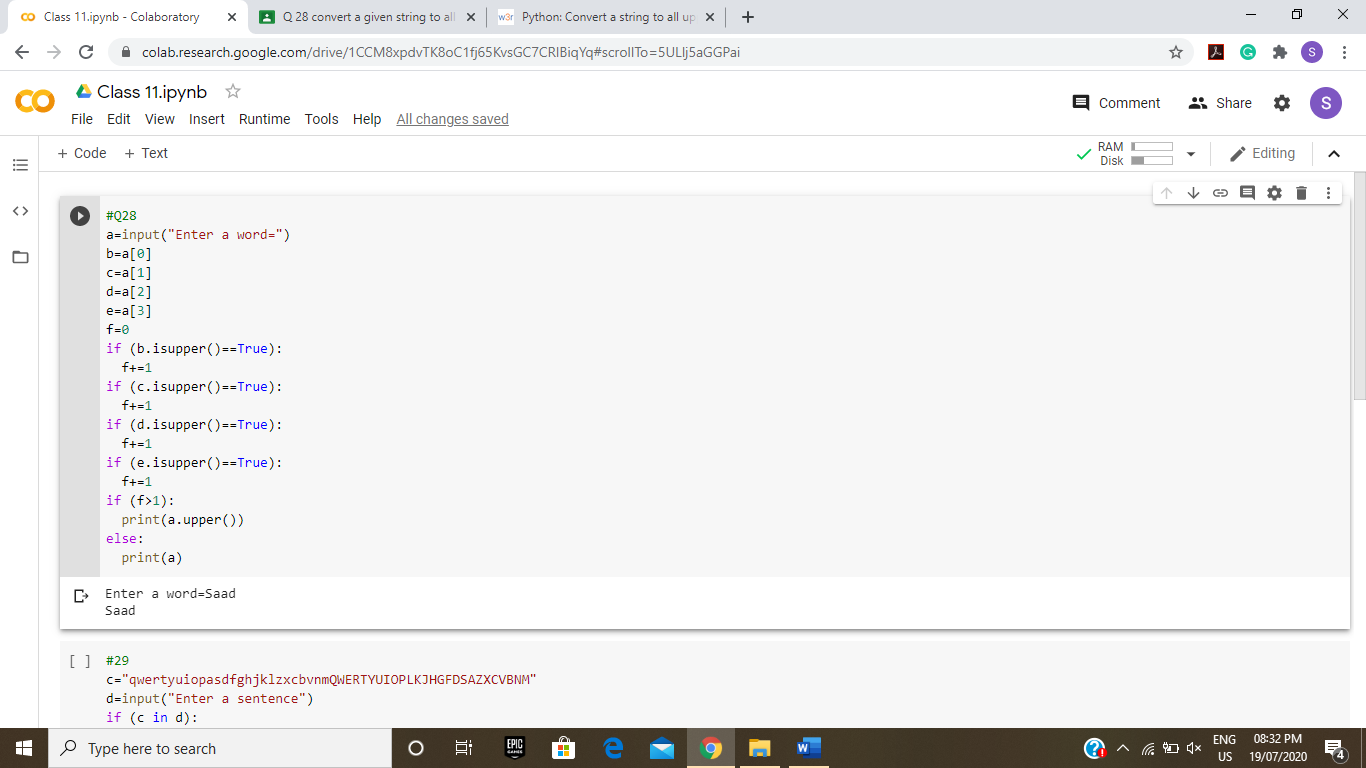 Class 11.ipynb - Colaboratory
Q 28 convert a given string to all
w3r Python: Convert a string to all up
colab.research.google.com/drive/1CCM8xpdvTK8oC1fj65KvsGC7CRIBiqYq#scrollTo=5ULIj5aGGPai
S
Class 11.ipynb
File Edit View Insert Runtime Tools Help All changes saved
Comment Share S
+ Code + Text
RAM
Disk
Editing
#Q28
a=input("Enter a word=")
b=a[0]
c=a[1]
d=a[2]
e=a[3]
f=0
if (b.isupper()==True):
  f+=1
if (c.isupper()==True):
  f+=1
if (d.isupper()==True):
  f+=1
if (e.isupper()==True):
  f+=1
if (f>1):
  print(a.upper())
else:
  print(a)
Enter a word=Saad
Saad
[ ] #29
c="qwertyuiopasdfghjklzxcbvnmQWERTYUIOPLKJHGFDSAZXCVBNM"
d=input("Enter a sentence")
if (c in d):
Type here to search
EPIC GAMES
ENG
US
08:32 PM
19/07/2020
4